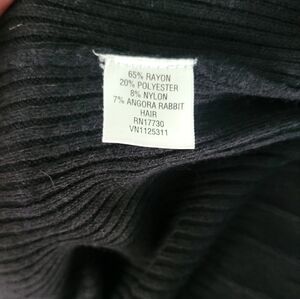 65% RAYON
20% POLYESTER
8% NYLON
7% ANGORA RABBIT
HAIR
RN17730
VN1125311